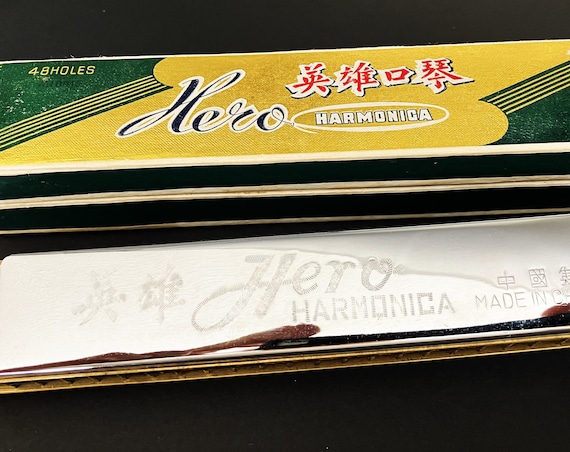 48HOLES
Hero 英雄口琴
HARMONICA
英雄 Hero
HARMONICA
中國
MADE IN